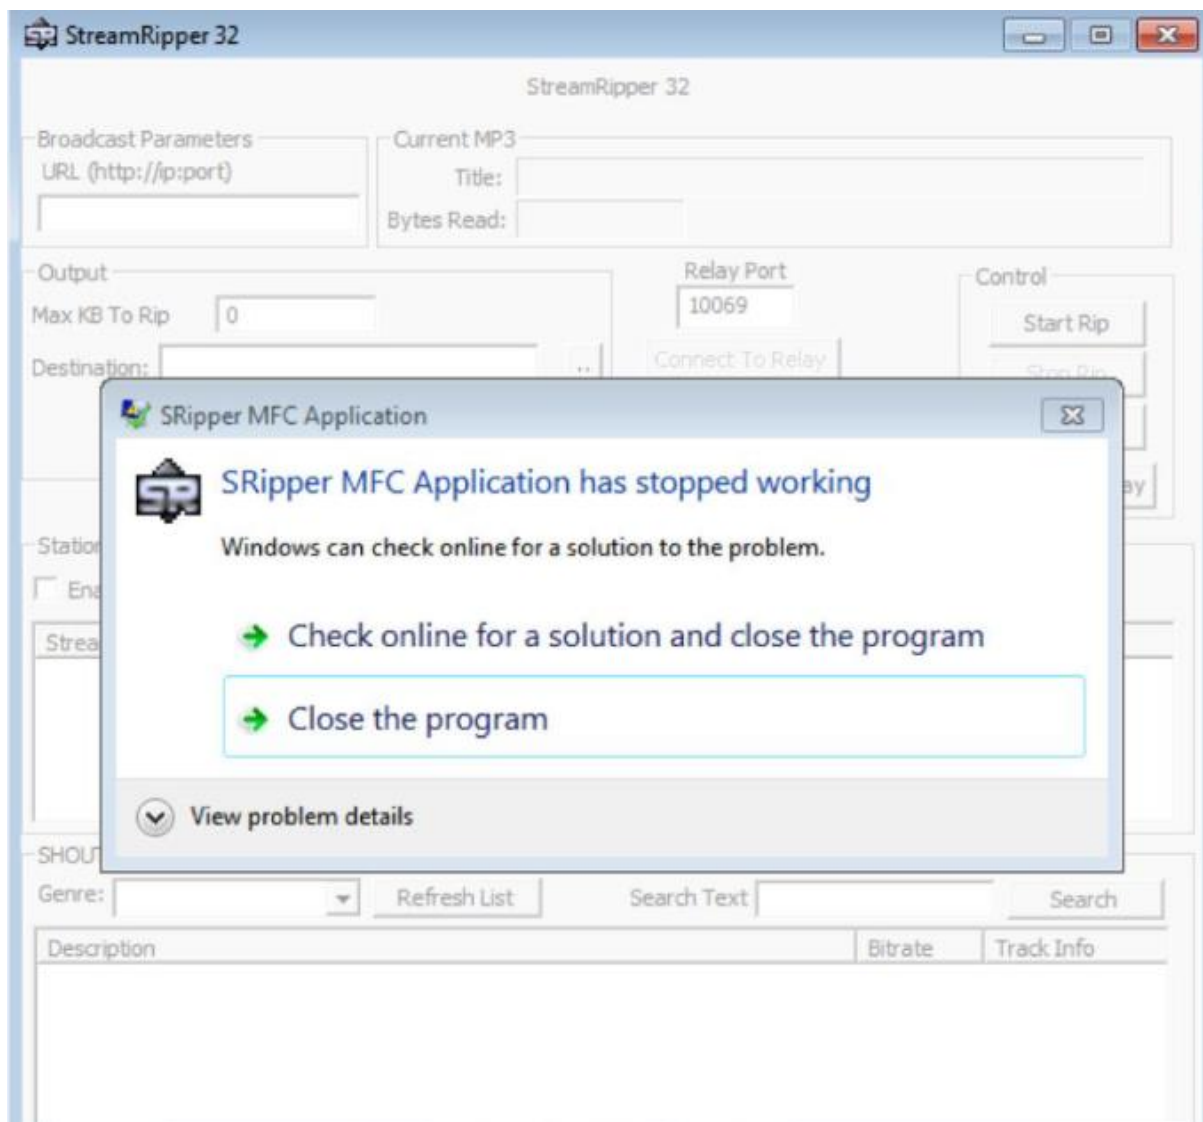 StreamRipper 32
StreamRipper 32
Broadcast Parameters
URL (http://ip:port)
Current MP3
Title:
Bytes Read:
Output
Max KB To Rip 0
Destination: ..
Relay Port
10069
Connect To Relay
Control
Start Rip
Stop Rip
SRipper MFC Application
SR
SRipper MFC Application has stopped working
Windows can check online for a solution to the problem.
Check online for a solution and close the program
Close the program
View problem details
Genre: Refresh List Search Text Search
Description Bitrate Track Info